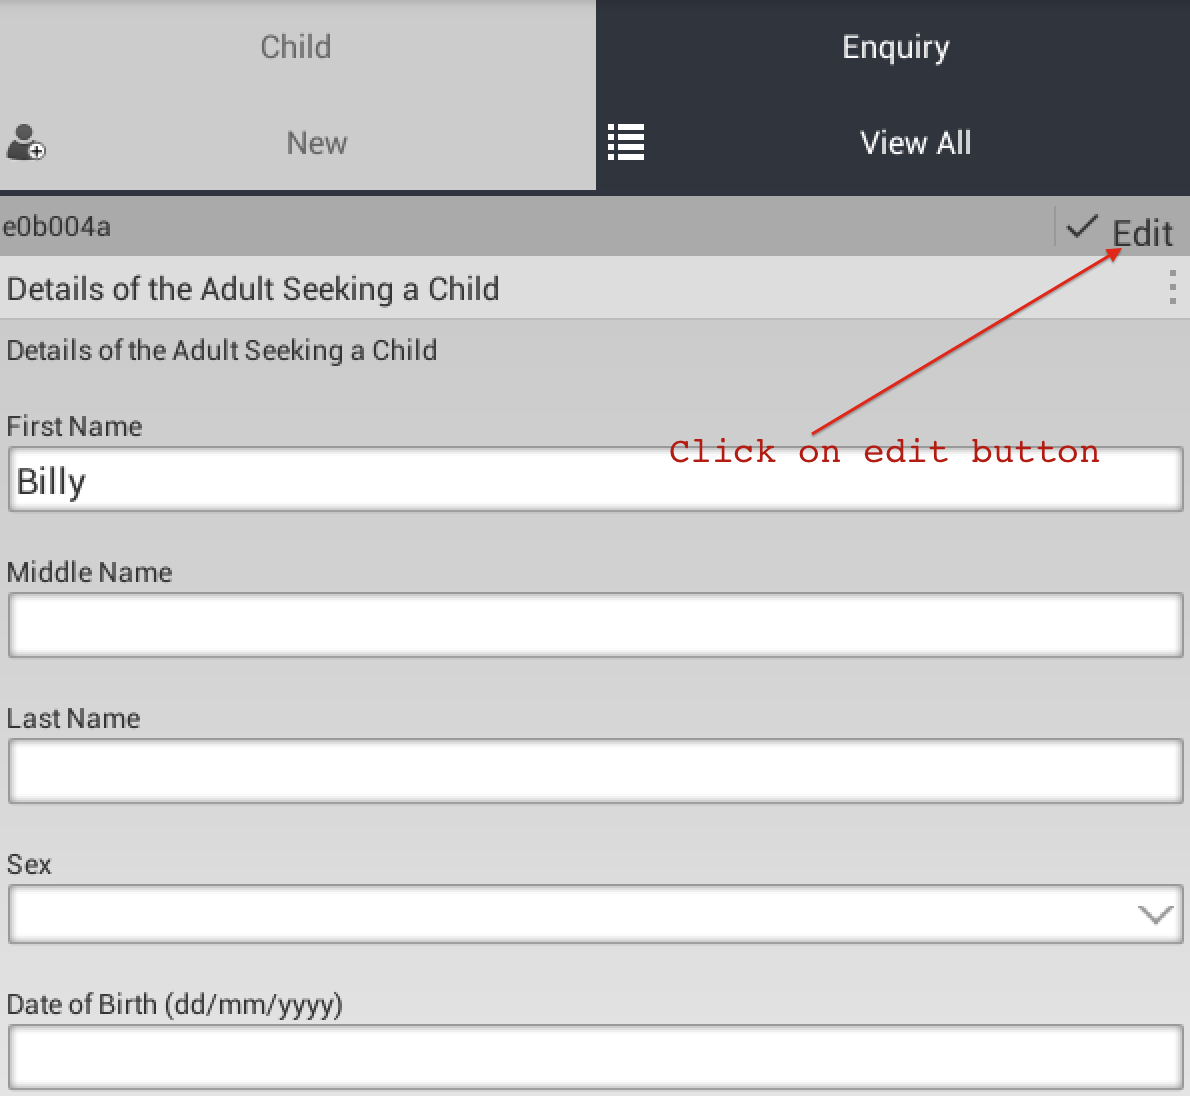 Child
Enquiry
New
View All
e0b004a
Edit
Details of the Adult Seeking a Child
Details of the Adult Seeking a Child
First Name
Click on edit button
Billy
Middle Name
Last Name
Sex
Date of Birth (dd/mm/yyyy)